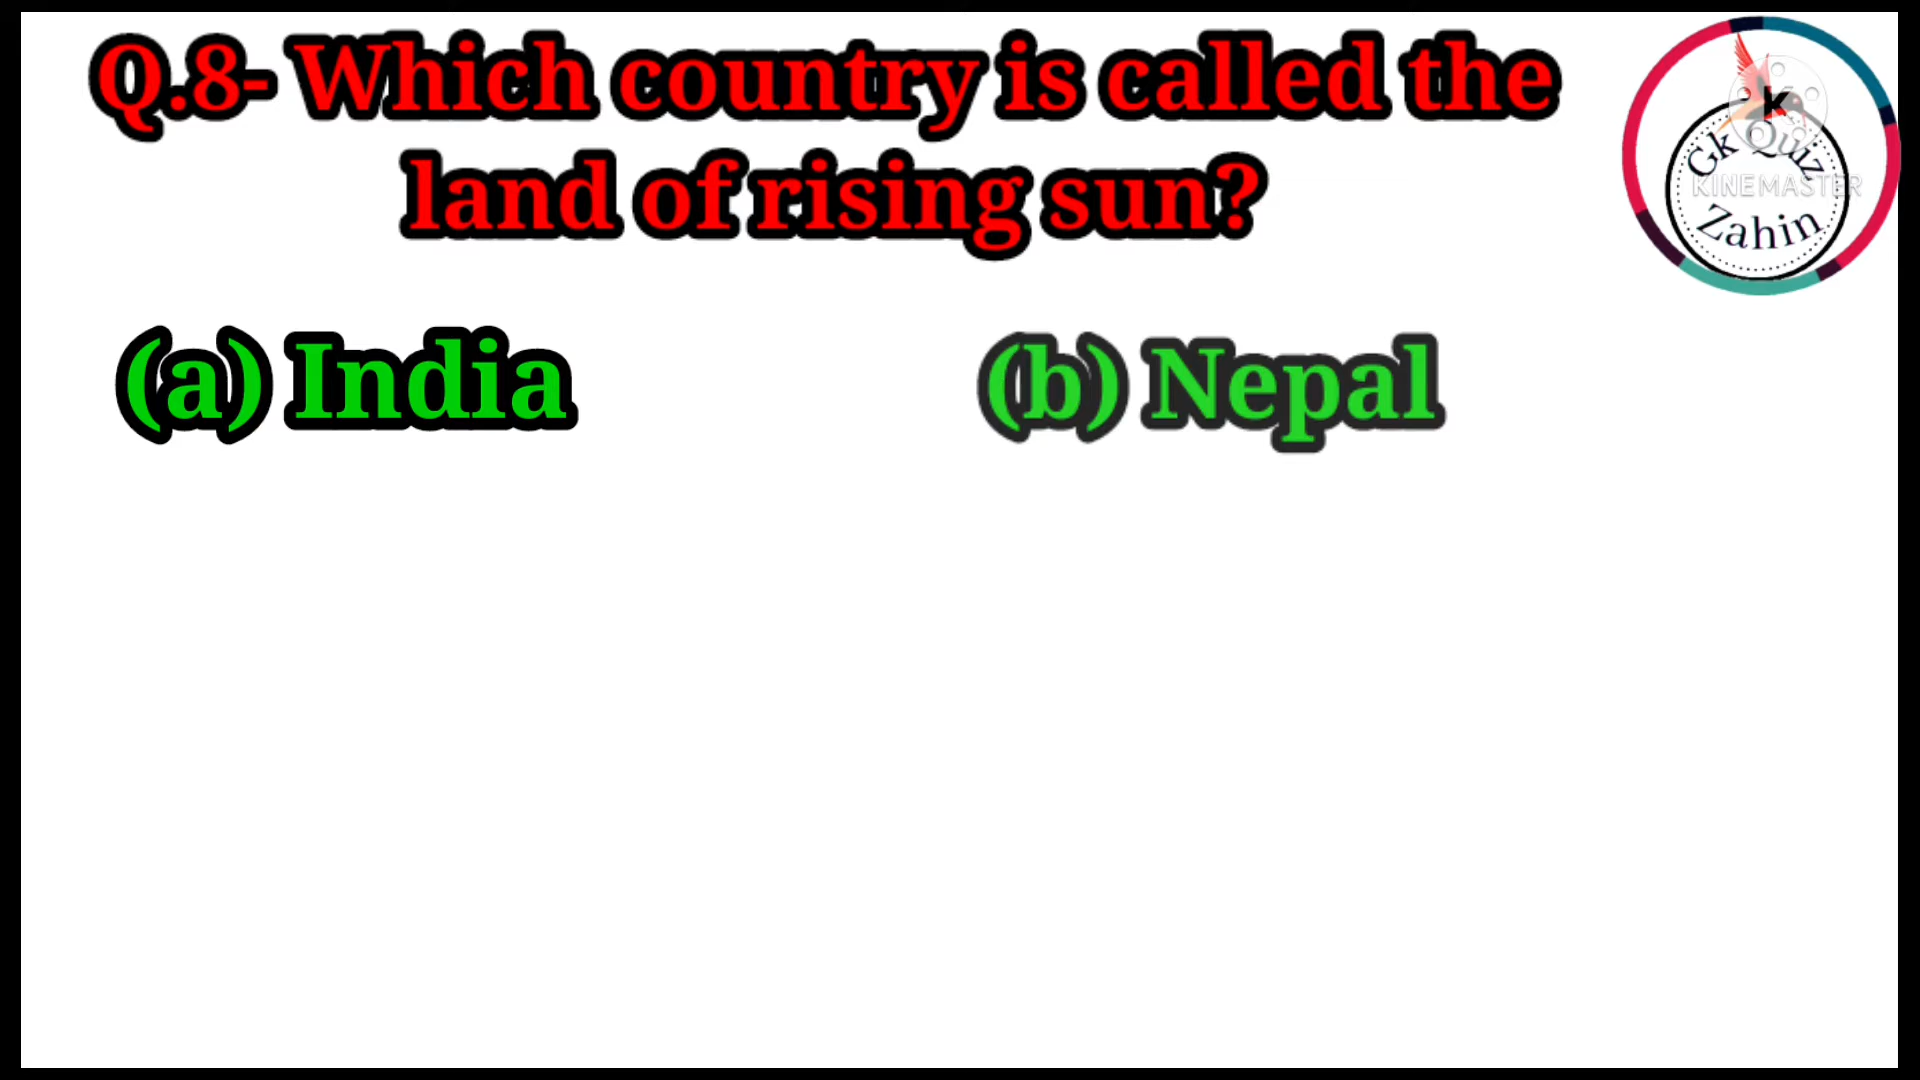 Q.8- Which country is called the
land of rising sun?
(a) India
(b) Nepal
K
Gk Quiz
KINEMASTER
Zahin